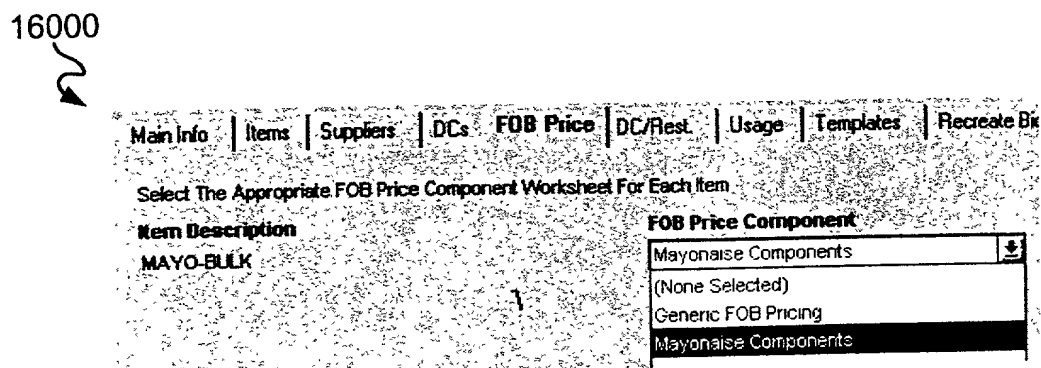 16000
Main Info Items Suppliers DCs FOB Price DC/Rest. Usage Templates Recreate Bid
Select The Appropriate FOB Price Component Worksheet For Each Item
Item Description FOB Price Component
MAYO-BULK Mayonaise Components
(None Selected)
Generic FOB Pricing
Mayonaise Components